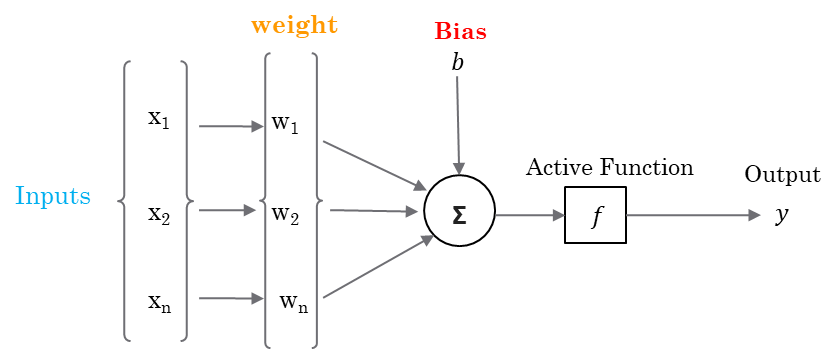 weight
Bias
b
x₁
w₁
Active Function
Output
Inputs
x₂
w₂
Σ
f
y
xₙ
wₙ